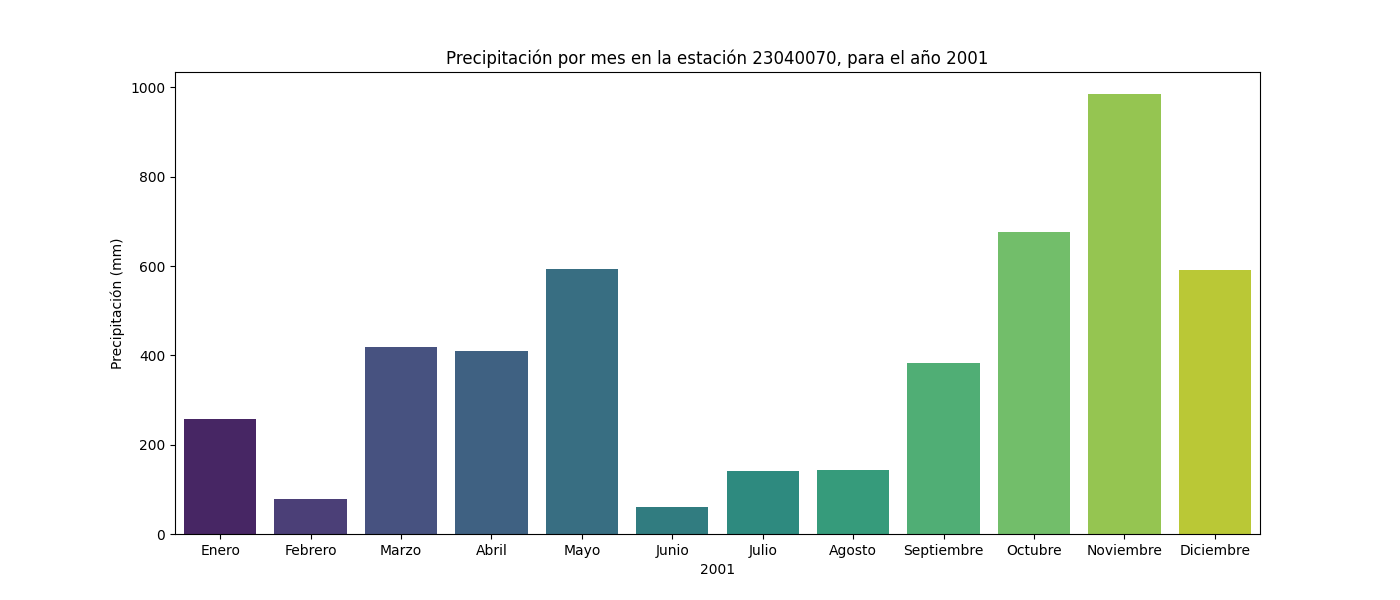 Precipitación por mes en la estación 23040070, para el año 2001
Precipitación (mm)
1000
800
600
400
200
0
Enero Febrero Marzo Abril Mayo Junio Julio Agosto Septiembre Octubre Noviembre Diciembre
2001